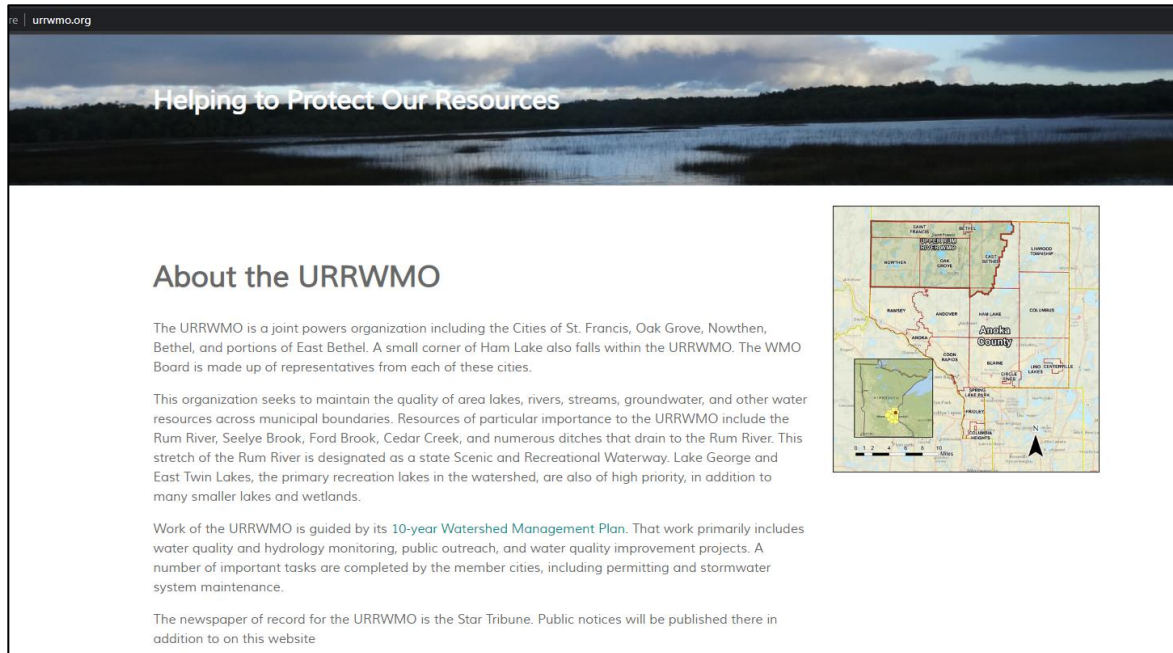 re | urrwmo.org
Helping to Protect Our Resources
About the URRWMO
The URRWMO is a joint powers organization including the Cities of St. Francis, Oak Grove, Nowthen,
Bethel, and portions of East Bethel. A small corner of Ham Lake also falls within the URRWMO. The WMO
Board is made up of representatives from each of these cities.
This organization seeks to maintain the quality of area lakes, rivers, streams, groundwater, and other water
resources across municipal boundaries. Resources of particular importance to the URRWMO include the
Rum River, Seelye Brook, Ford Brook, Cedar Creek, and numerous ditches that drain to the Rum River. This
stretch of the Rum River is designated as a state Scenic and Recreational Waterway. Lake George and
East Twin Lakes, the primary recreation lakes in the watershed, are also of high priority, in addition to
many smaller lakes and wetlands.
Work of the URRWMO is guided by its 10-year Watershed Management Plan. That work primarily includes
water quality and hydrology monitoring, public outreach, and water quality improvement projects. A
number of important tasks are completed by the member cities, including permitting and stormwater
system maintenance.
The newspaper of record for the URRWMO is the Star Tribune. Public notices will be published there in
addition to on this website
SAINT
FRANCIS
BETHEL
UPPER RUM
RIVER WMO
NOWTHEN
OAK
GROVE
EAST
BETHEL
LINWOOD
TOWNSHIP
RAMSEY
ANDOVER
HAM LAKE
COLUMBUS
Anoka
County
ANOKA
COON
RAPIDS
BLAINE
LINO
LAKES
CENTERVILLE
CIRCLE
PINES
SPRING
LAKE PARK
FRIDLEY
COLUMBIA
HEIGHTS
N
0 1 2 4 6 8 10
Miles